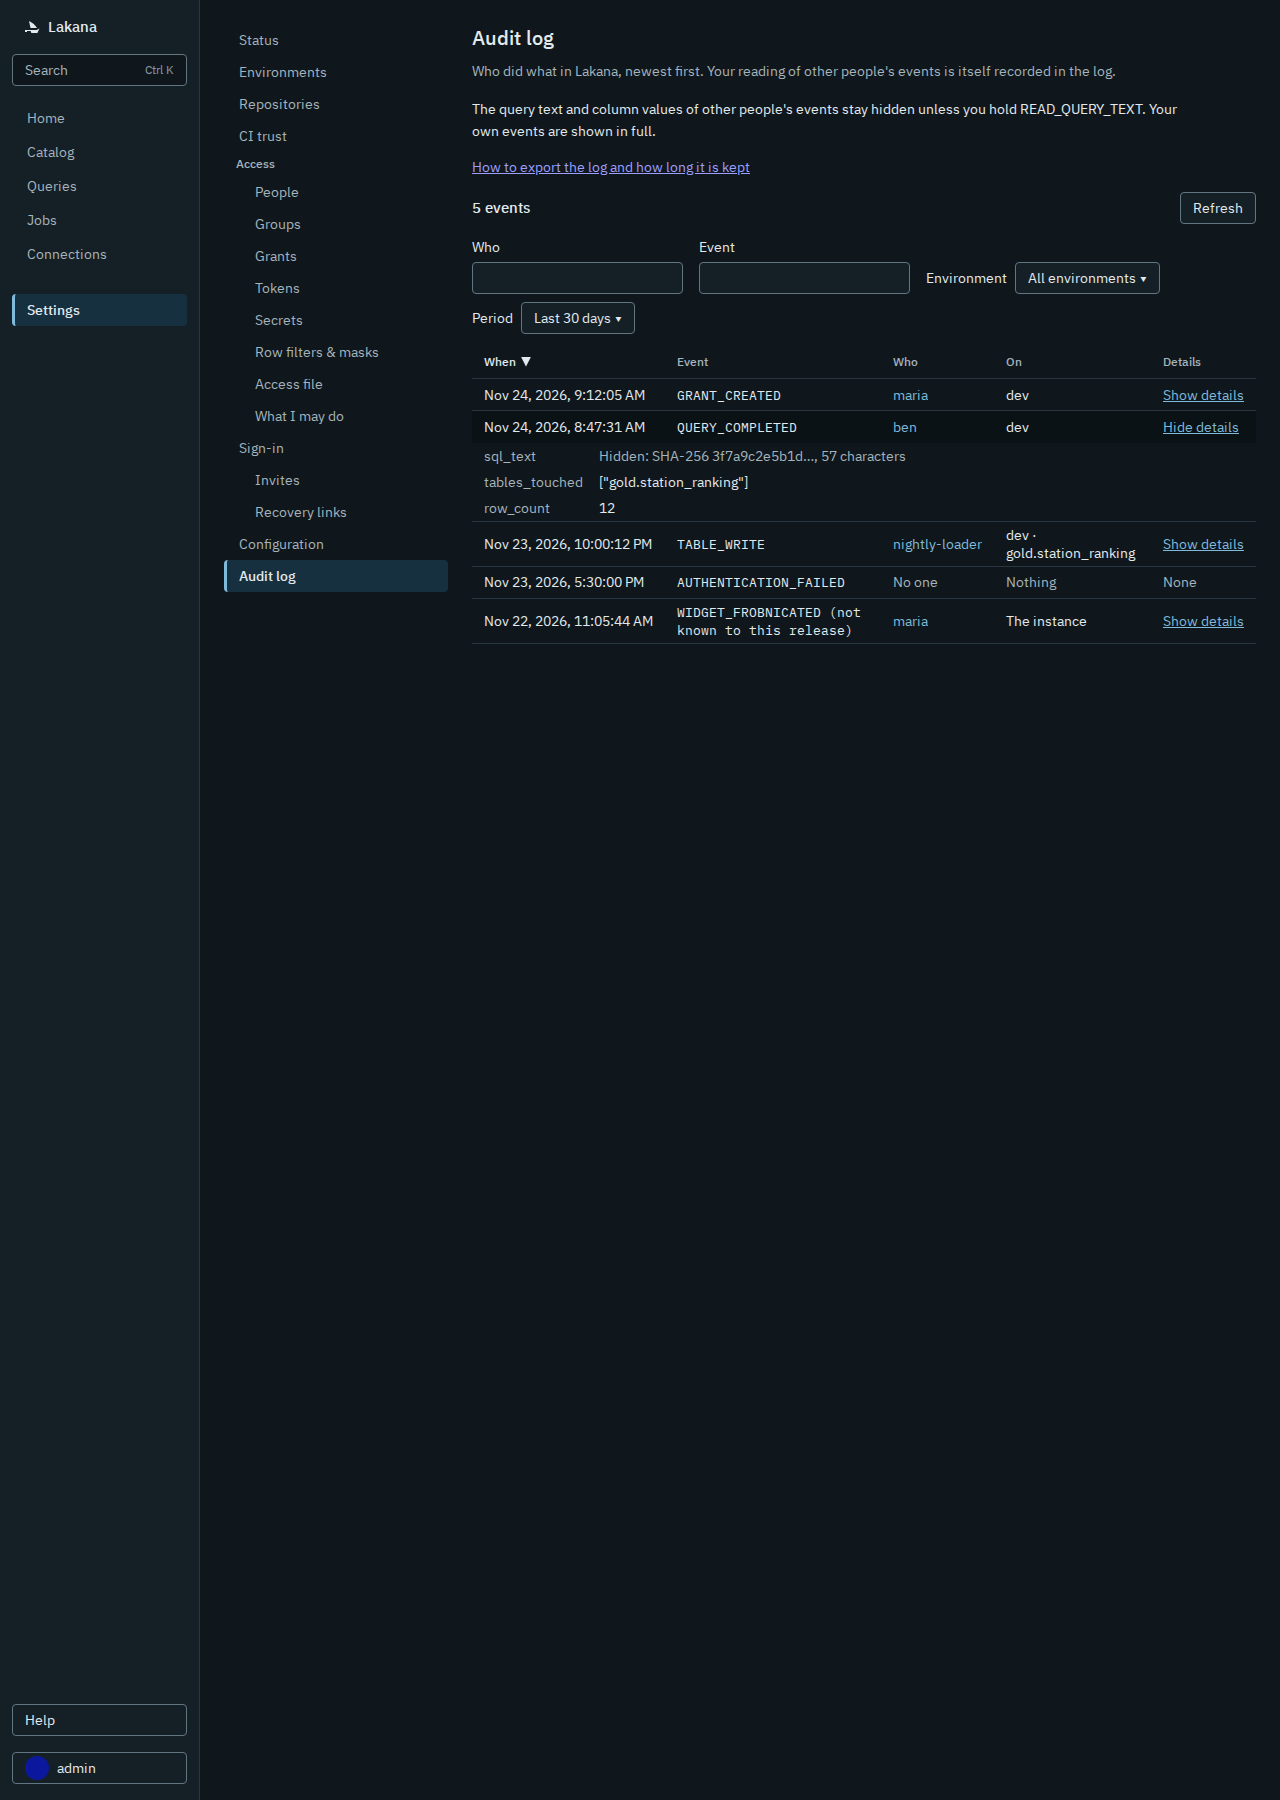 Lakana
Search Ctrl K
Home
Catalog
Queries
Jobs
Connections
Settings
Help
admin
Status
Environments
Repositories
CI trust
Access
People
Groups
Grants
Tokens
Secrets
Row filters & masks
Access file
What I may do
Sign-in
Invites
Recovery links
Configuration
Audit log
Audit log
Who did what in Lakana, newest first. Your reading of other people's events is itself recorded in the log.
The query text and column values of other people's events stay hidden unless you hold READ_QUERY_TEXT. Your
own events are shown in full.
How to export the log and how long it is kept
5 events Refresh
Who Event
Environment All environments ▾
Period Last 30 days ▾
When ▼ Event Who On Details
Nov 24, 2026, 9:12:05 AM GRANT_CREATED maria dev Show details
Nov 24, 2026, 8:47:31 AM QUERY_COMPLETED ben dev Hide details
sql_text Hidden: SHA-256 3f7a9c2e5b1d…, 57 characters
tables_touched ["gold.station_ranking"]
row_count 12
Nov 23, 2026, 10:00:12 PM TABLE_WRITE nightly-loader dev · gold.station_ranking Show details
Nov 23, 2026, 5:30:00 PM AUTHENTICATION_FAILED No one Nothing None
Nov 22, 2026, 11:05:44 AM WIDGET_FROBNICATED (not known to this release) maria The instance Show details